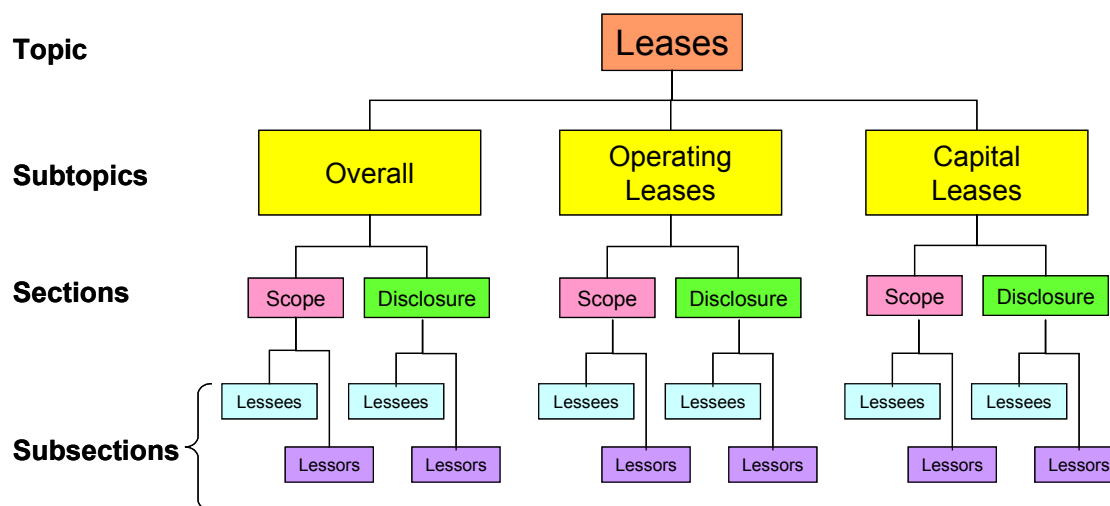 Topic
Leases
Subtopics
Overall
Operating
Leases
Capital
Leases
Sections
Scope
Disclosure
Scope
Disclosure
Scope
Disclosure
Subsections
Lessees
Lessees
Lessees
Lessees
Lessees
Lessees
Lessors
Lessors
Lessors
Lessors
Lessors
Lessors